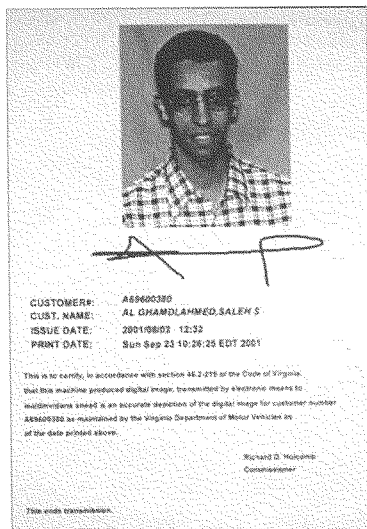 CUSTOMER#: A69600380
CUST. NAME: AL GHAMDI,AHMED,SALEH S
ISSUE DATE: 2001/08/02 12:32
PRINT DATE: Sun Sep 23 10:26:25 EDT 2001
This is to certify, in accordance with section 46.2-215 of the Code of Virginia,
that this machine produced digital image, transmitted by electronic means to
is an accurate depiction of the digital image for customer number
A69600380 as maintained by the Virginia Department of Motor Vehicles as
of the date printed above.
Richard D. Holcomb
Commissioner
This ends transmission.